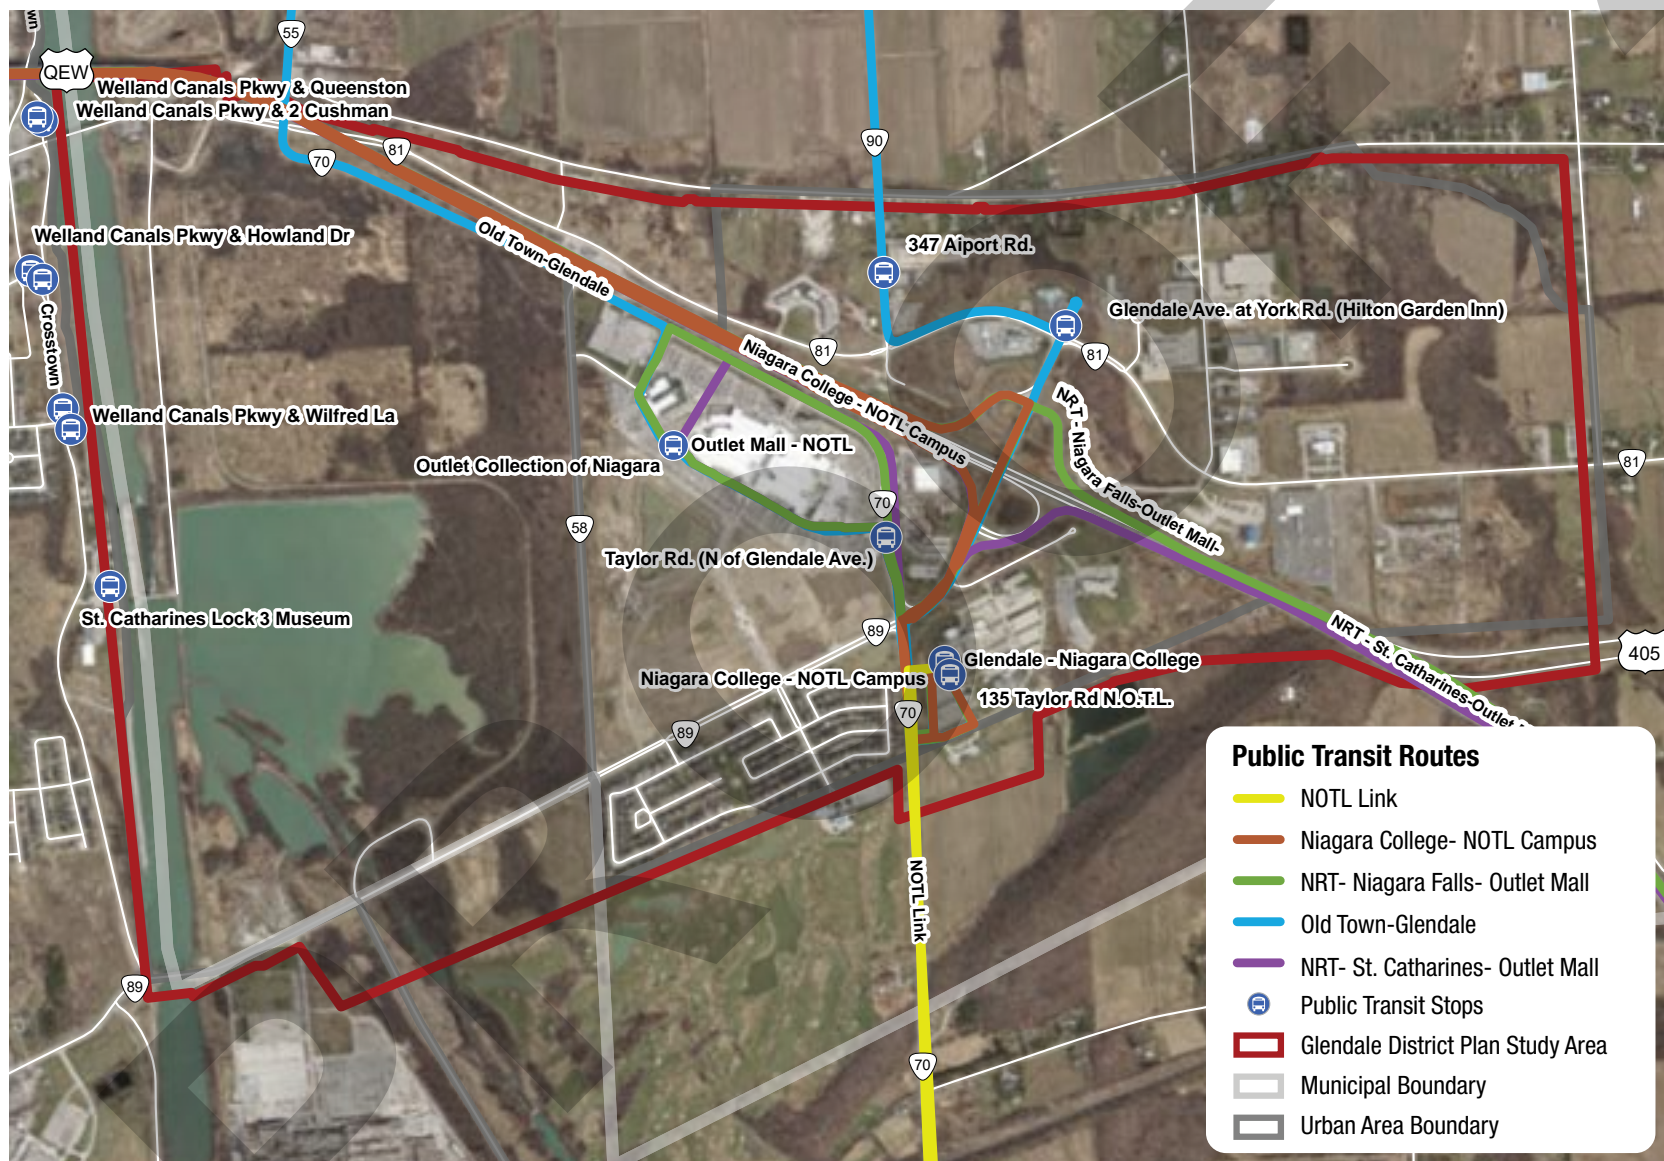 wn
55
QEW
Welland Canals Pkwy & Queenston
Welland Canals Pkwy & 2 Cushman
81
90
70
Welland Canals Pkwy & Howland Dr
Old Town-Glendale
347 Aiport Rd.
Crosstown
Glendale Ave. at York Rd. (Hilton Garden Inn)
81
81
Niagara College - NOTL Campus
NRT - Niagara Falls-Outlet Mall-
Welland Canals Pkwy & Wilfred La
Outlet Mall - NOTL
Outlet Collection of Niagara
81
70
58
Taylor Rd. (N of Glendale Ave.)
St. Catharines Lock 3 Museum
89
NRT - St. Catharines-Outlet
405
Glendale - Niagara College
Niagara College - NOTL Campus
135 Taylor Rd N.O.T.L.
70
89
NOTL Link
89
70
Public Transit Routes
NOTL Link
Niagara College- NOTL Campus
NRT- Niagara Falls- Outlet Mall
Old Town-Glendale
NRT- St. Catharines- Outlet Mall
Public Transit Stops
Glendale District Plan Study Area
Municipal Boundary
Urban Area Boundary